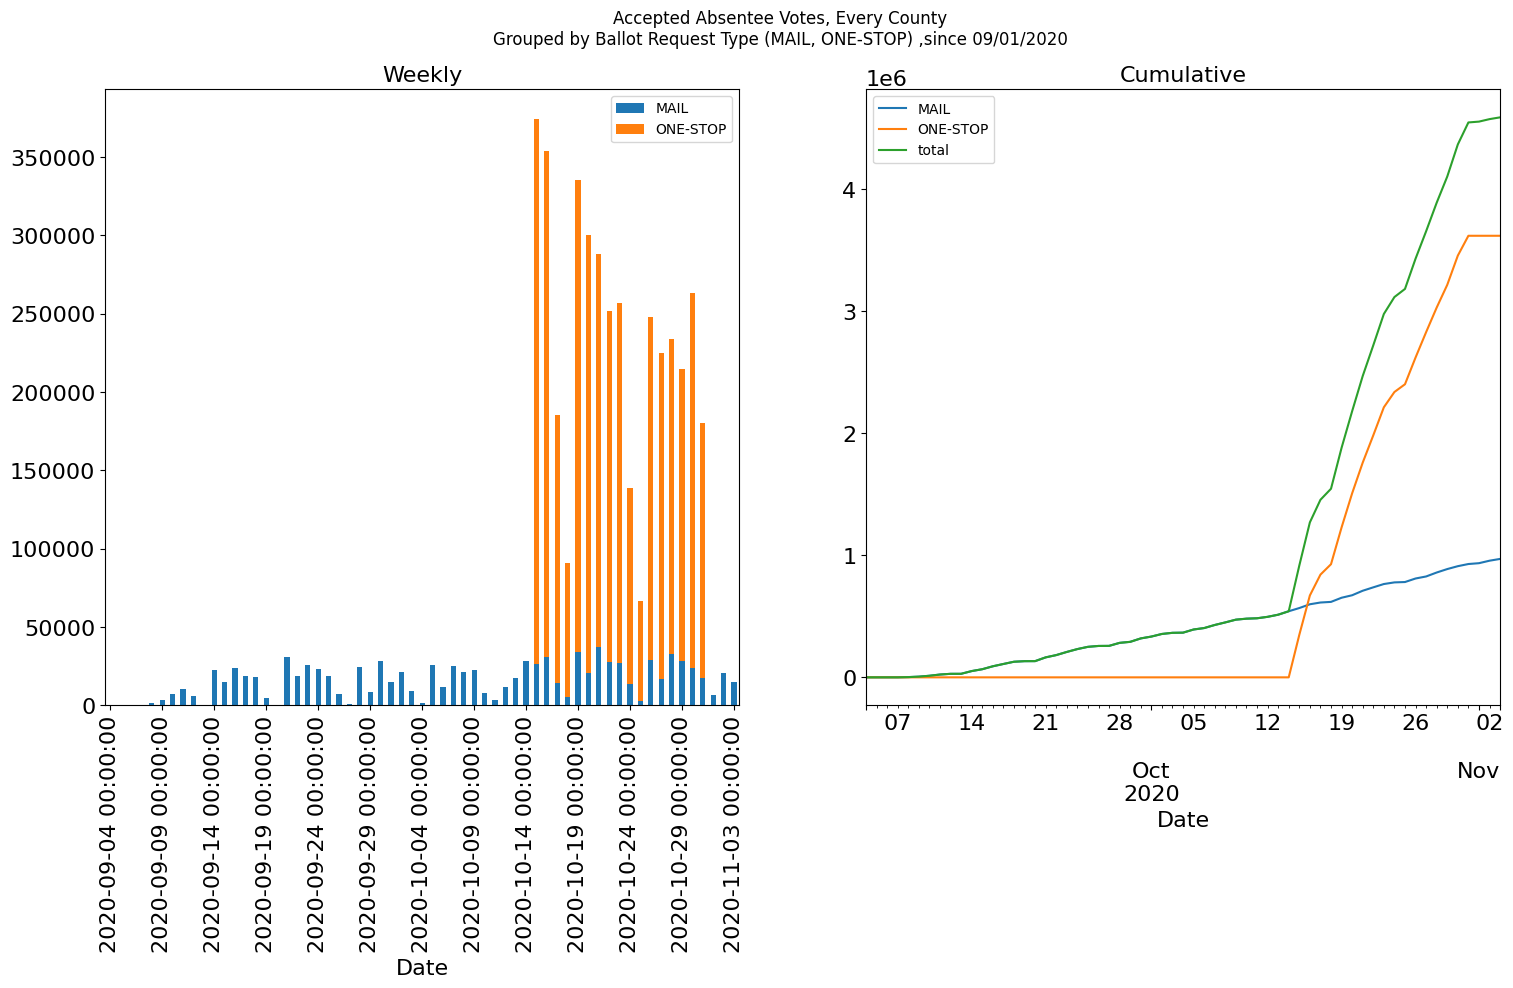 Accepted Absentee Votes, Every County
Grouped by Ballot Request Type (MAIL, ONE-STOP) ,since 09/01/2020
Weekly
MAIL
ONE-STOP
350000
300000
250000
200000
150000
100000
50000
0
2020-09-04 00:00:00
2020-09-09 00:00:00
2020-09-14 00:00:00
2020-09-19 00:00:00
2020-09-24 00:00:00
2020-09-29 00:00:00
2020-10-04 00:00:00
2020-10-09 00:00:00
2020-10-14 00:00:00
2020-10-19 00:00:00
2020-10-24 00:00:00
2020-10-29 00:00:00
2020-11-03 00:00:00
Date
Cumulative
1e6
MAIL
ONE-STOP
total
4
3
2
1
0
07 14 21 28 05 12 19 26 02
Oct Nov
2020
Date